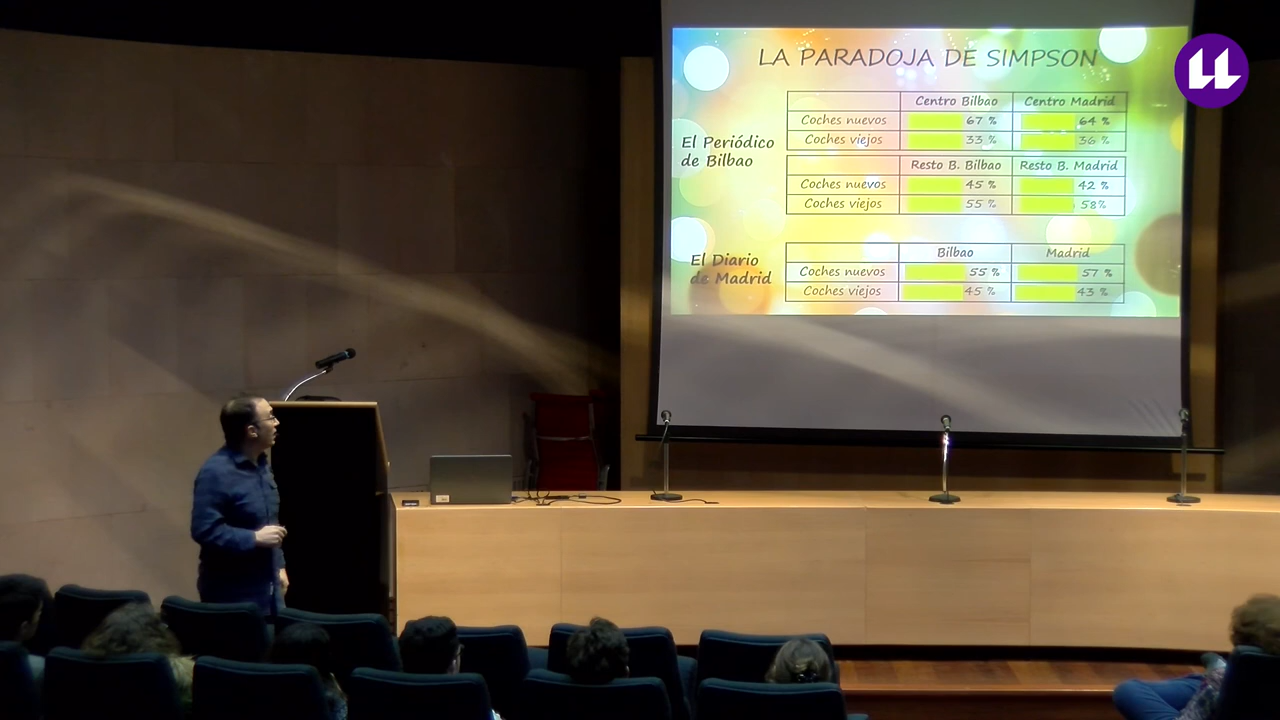 LA PARADOJA DE SIMPSON
El Periódico
de Bilbao
Centro Bilbao Centro Madrid
Coches nuevos 67 % 64 %
Coches viejos 33 % 36 %
Resto B. Bilbao Resto B. Madrid
Coches nuevos 45 % 42 %
Coches viejos 55 % 58%
El Diario
de Madrid
Bilbao Madrid
Coches nuevos 55 % 57 %
Coches viejos 45 % 43 %